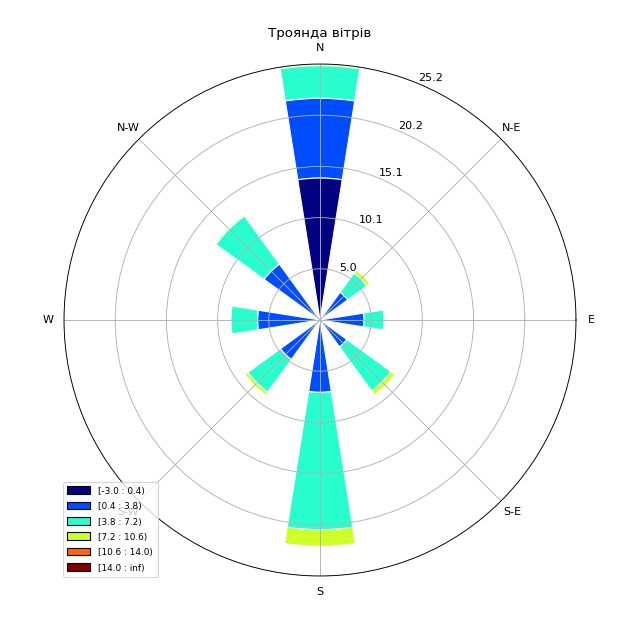 Троянда вітрів
N
25.2
N-W
N-E
20.2
15.1
10.1
5.0
W
E
[-3.0 : 0.4)
[0.4 : 3.8)
S-W
S-E
[3.8 : 7.2)
[7.2 : 10.6)
[10.6 : 14.0)
[14.0 : inf)
S